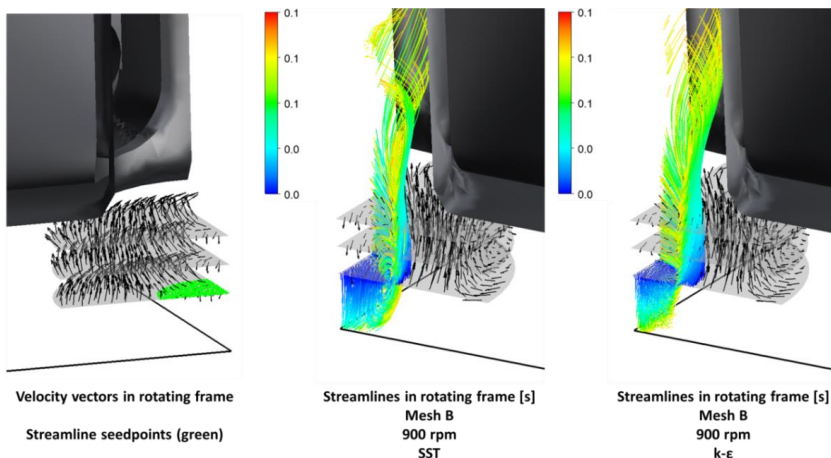 0.1
0.1
0.1
0.0
0.0
0.1
0.1
0.1
0.0
0.0
Velocity vectors in rotating frame
Streamline seedpoints (green)
Streamlines in rotating frame [s]
Mesh B
900 rpm
SST
Streamlines in rotating frame [s]
Mesh B
900 rpm
k-ε